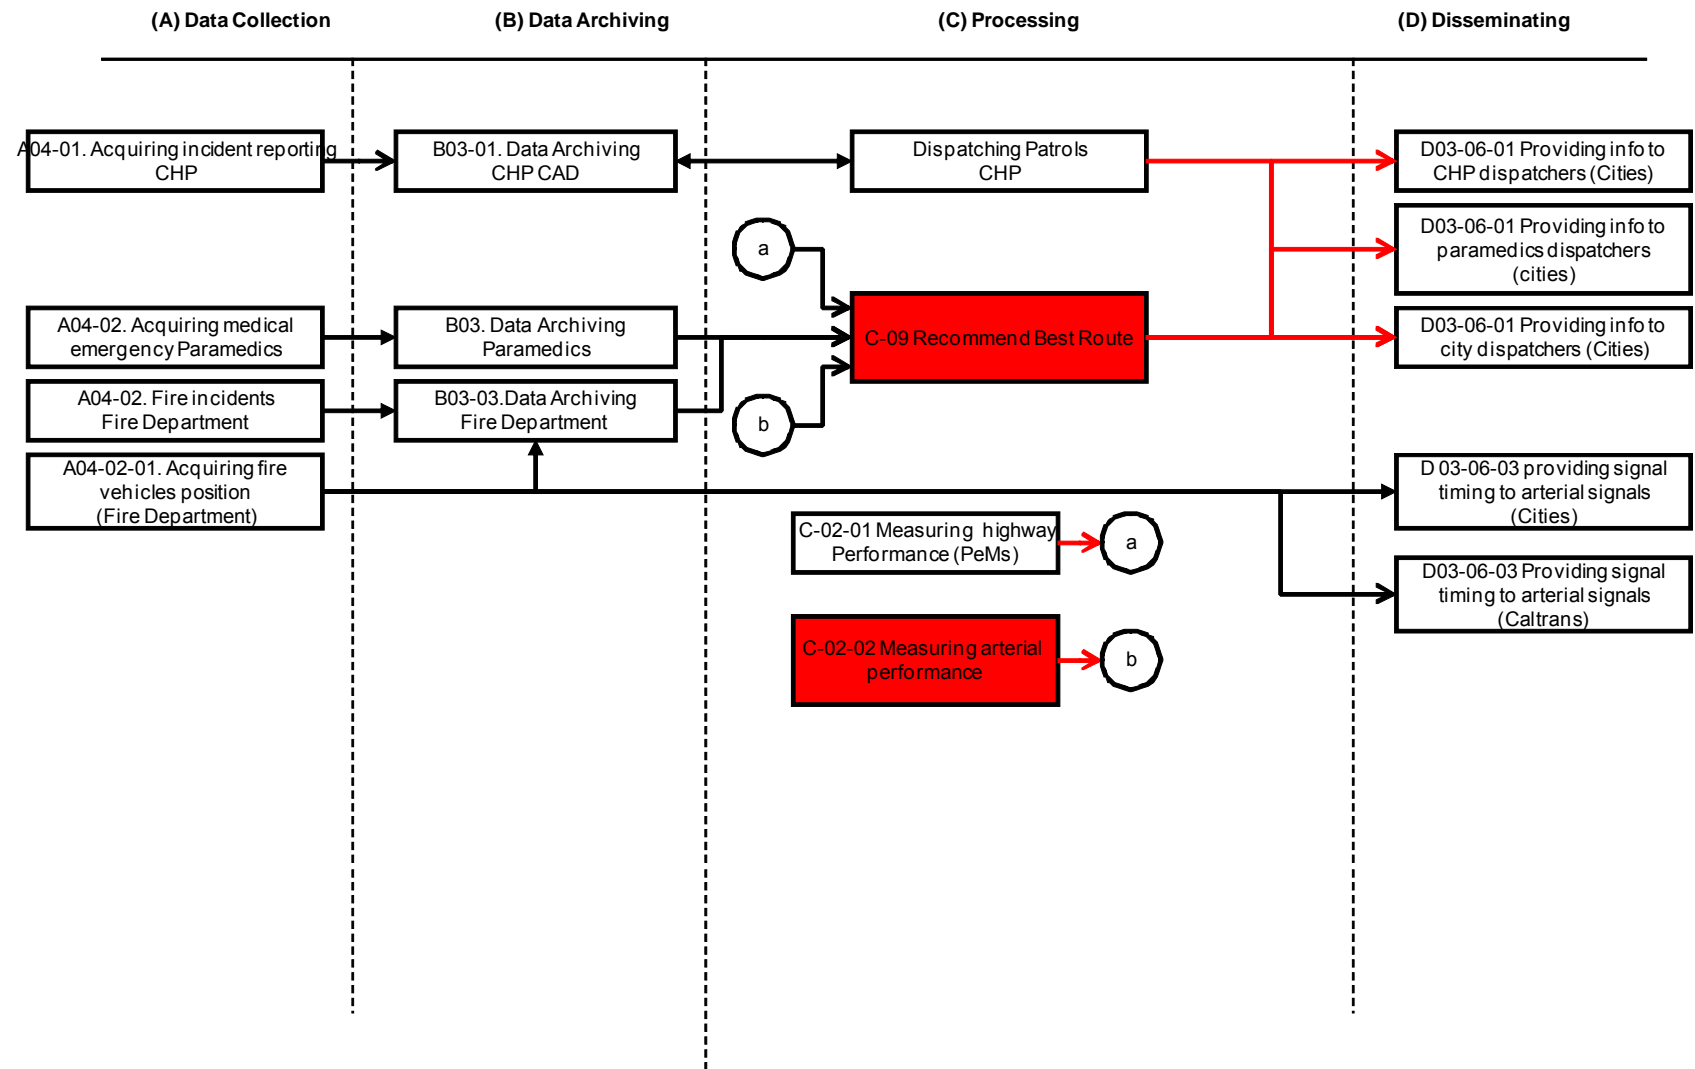 (A) Data Collection
(B) Data Archiving
(C) Processing
(D) Disseminating
A04-01. Acquiring incident reporting
CHP
B03-01. Data Archiving
CHP CAD
Dispatching Patrols
CHP
D03-06-01 Providing info to
CHP dispatchers (Cities)
a
D03-06-01 Providing info to
paramedics dispatchers
(cities)
A04-02. Acquiring medical
emergency Paramedics
B03. Data Archiving
Paramedics
C-09 Recommend Best Route
D03-06-01 Providing info to
city dispatchers (Cities)
A04-02. Fire incidents
Fire Department
B03-03.Data Archiving
Fire Department
b
A04-02-01. Acquiring fire
vehicles position
(Fire Department)
D 03-06-03 providing signal
timing to arterial signals
(Cities)
C-02-01 Measuring highway
Performance (PeMs)
a
D03-06-03 Providing signal
timing to arterial signals
(Caltrans)
C-02-02 Measuring arterial
performance
b